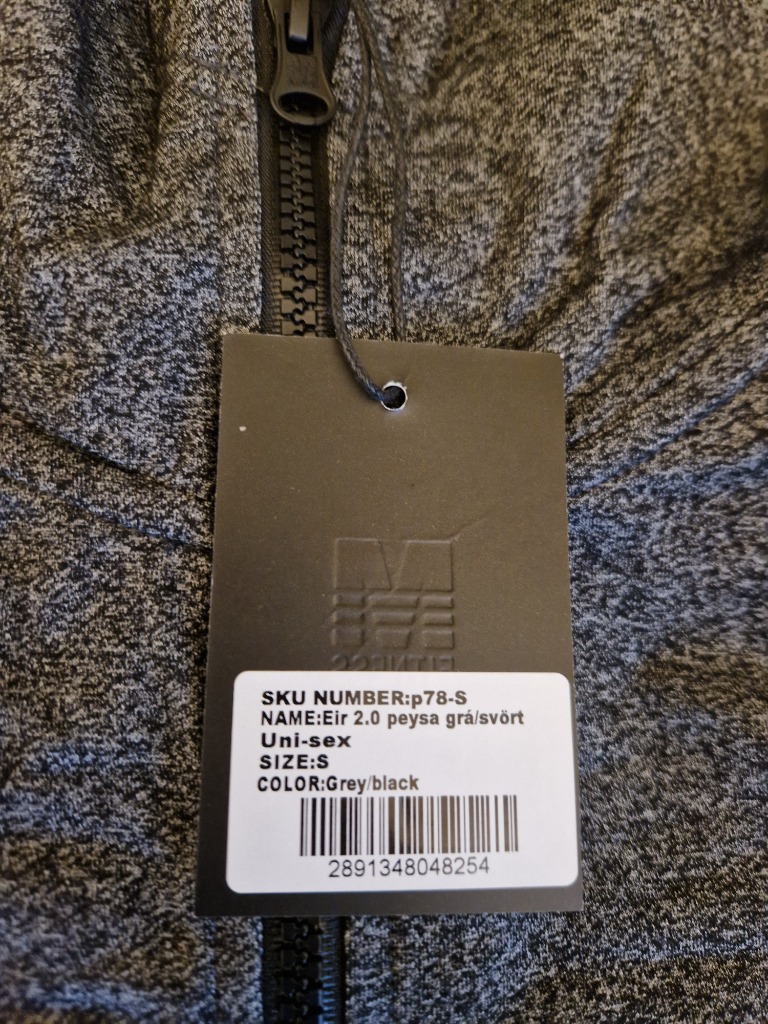 SKU NUMBER:p78-S
NAME:Eir 2.0 peysa grá/svört
Uni-sex
SIZE:S
COLOR:Grey/black
2891348048254